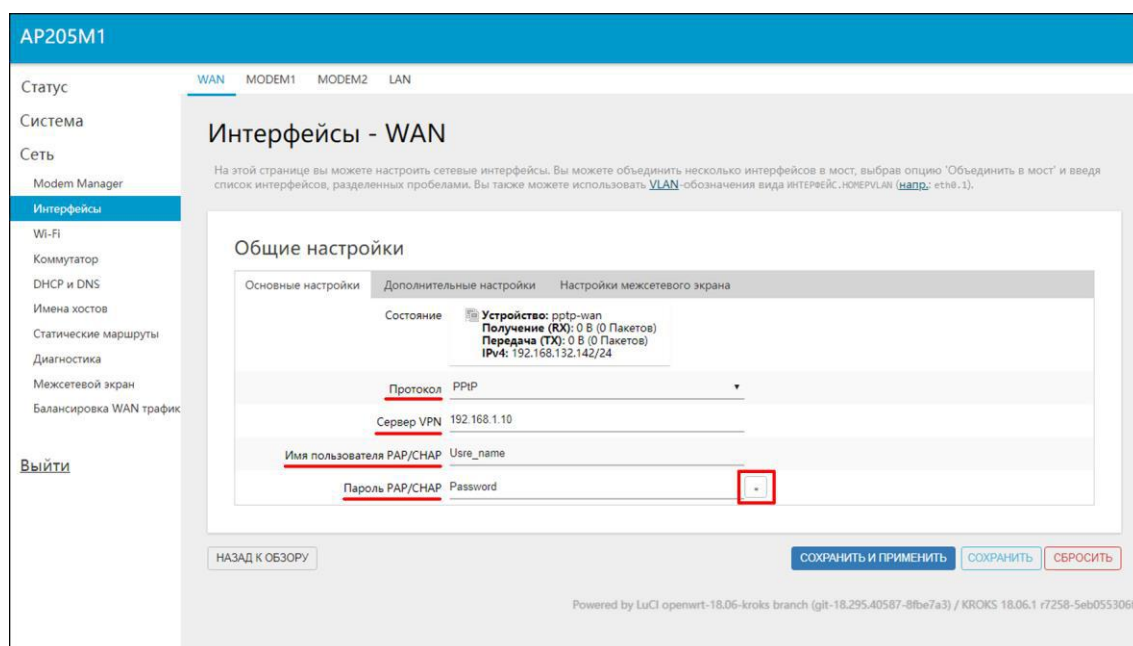 AP205M1
Статус
Система
Сеть
Modem Manager
Интерфейсы
Wi-Fi
Коммутатор
DHCP и DNS
Имена хостов
Статические маршруты
Диагностика
Межсетевой экран
Балансировка WAN трафик
Выйти
WAN MODEM1 MODEM2 LAN
Интерфейсы - WAN
На этой странице вы можете настроить сетевые интерфейсы. Вы можете объединить несколько интерфейсов в мост, выбрав опцию 'Объединить в мост' и введя
список интерфейсов, разделенных пробелами. Вы также можете использовать VLAN-обозначения вида ИНТЕРФЕЙС.НОМЕРVLAN (напр.: eth0.1).
Общие настройки
Основные настройки Дополнительные настройки Настройки межсетевого экрана
Состояние
Устройство: pptp-wan
Получение (RX): 0 B (0 Пакетов)
Передача (TX): 0 B (0 Пакетов)
IPv4: 192.168.132.142/24
Протокол PPtP
Сервер VPN 192.168.1.10
Имя пользователя PAP/CHAP Usre_name
Пароль PAP/CHAP Password *
НАЗАД К ОБЗОРУ СОХРАНИТЬ И ПРИМЕНИТЬ СОХРАНИТЬ СБРОСИТЬ
Powered by LuCI openwrt-18.06-kroks branch (git-18.295.40587-8fbe7a3) / KROKS 18.06.1 r7258-5eb055306